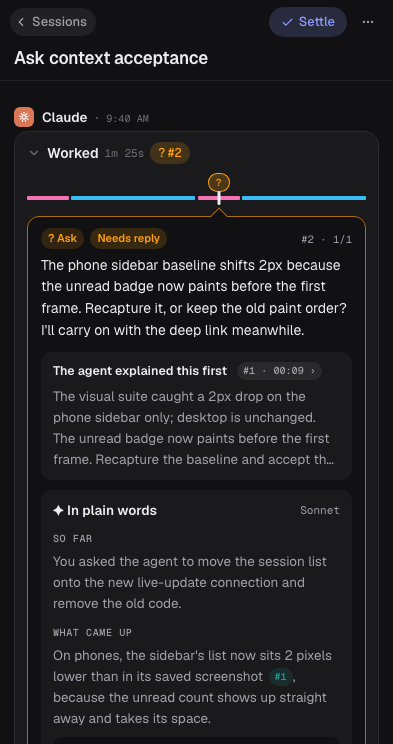 Sessions
Settle
Ask context acceptance
Claude · 9:40 AM
Worked 1m 25s ? #2
?
? Ask Needs reply #2 · 1/1
The phone sidebar baseline shifts 2px because
the unread badge now paints before the first
frame. Recapture it, or keep the old paint order?
I'll carry on with the deep link meanwhile.
The agent explained this first #1 · 00:09 ›
The visual suite caught a 2px drop on the
phone sidebar only; desktop is unchanged.
The unread badge now paints before the first
frame. Recapture the baseline and accept th…
In plain words Sonnet
SO FAR
You asked the agent to move the session list
onto the new live-update connection and
remove the old code.
WHAT CAME UP
On phones, the sidebar's list now sits 2 pixels
lower than in its saved screenshot #1,
because the unread count shows up straight
away and takes its space.